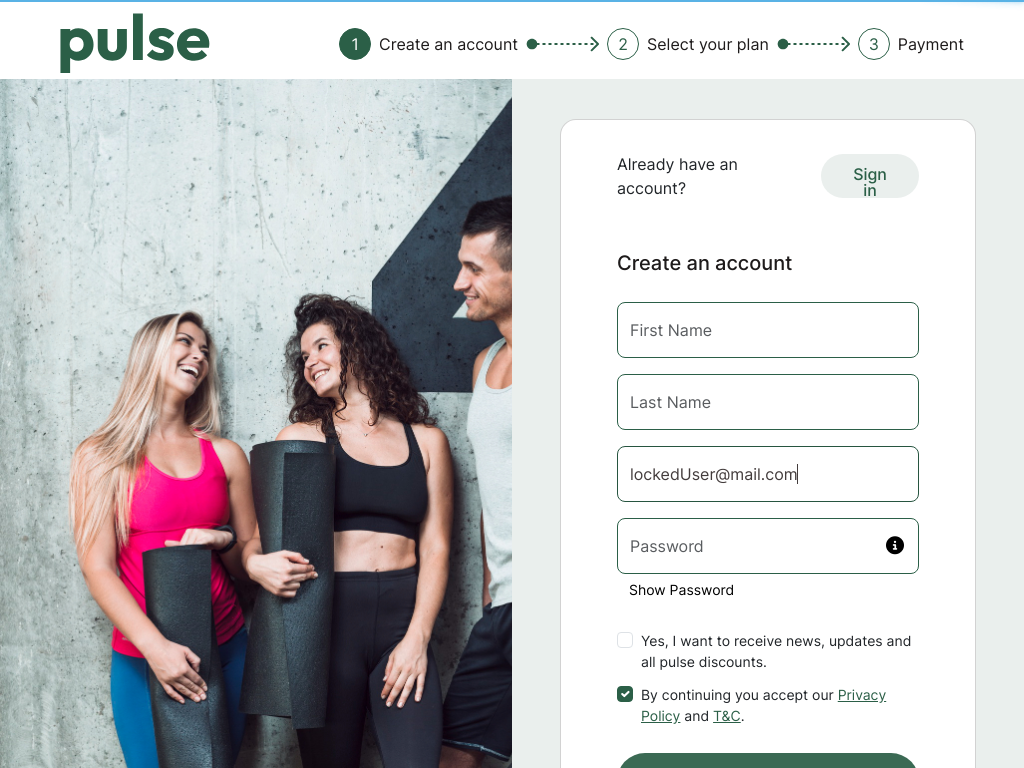 pulse
1 Create an account 2 Select your plan 3 Payment
Already have an
account?
Sign
in
Create an account
First Name
Last Name
lockedUser@mail.com
Password
Show Password
Yes, I want to receive news, updates and
all pulse discounts.
By continuing you accept our Privacy
Policy and T&C.